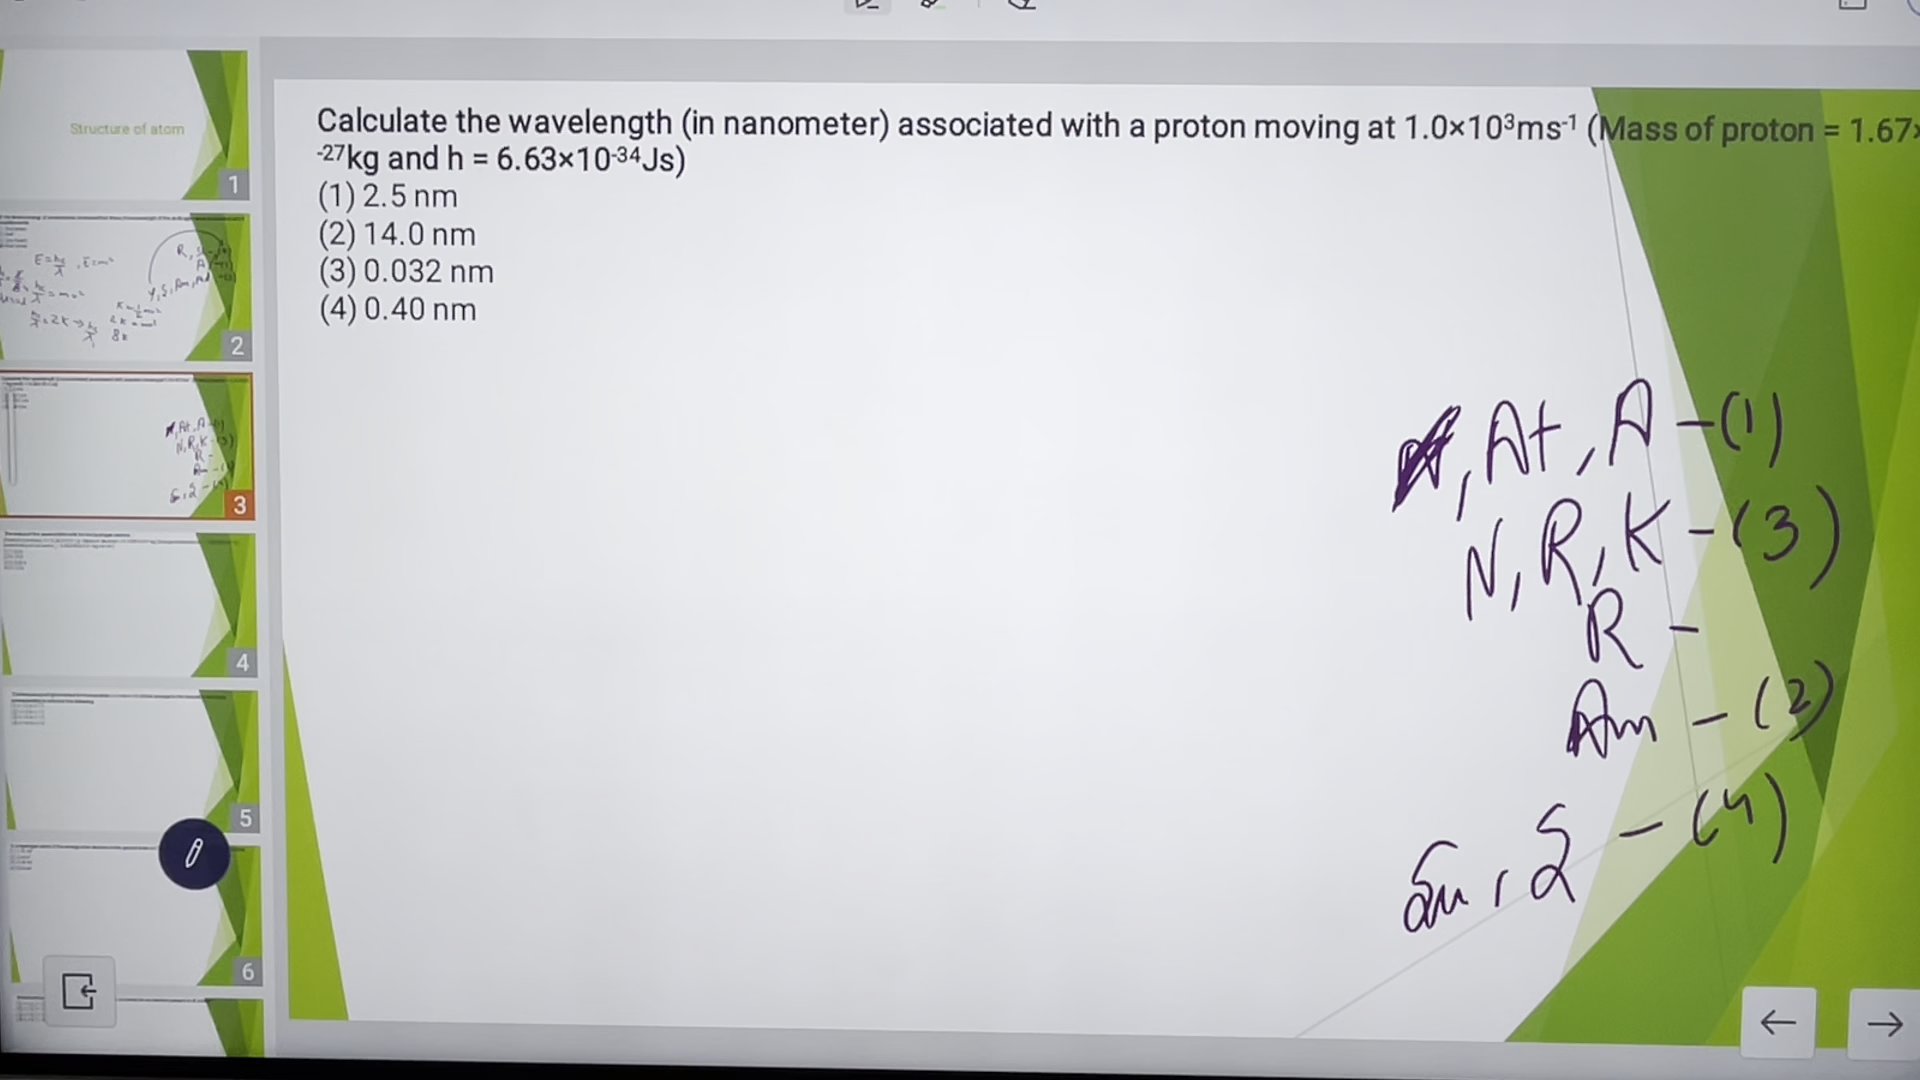 Structure of atom
1
2
3
4
5
6
Calculate the wavelength (in nanometer) associated with a proton moving at 1.0×10³ms⁻¹ (Mass of proton = 1.67×
⁻²⁷kg and h = 6.63×10⁻³⁴Js)
(1) 2.5 nm
(2) 14.0 nm
(3) 0.032 nm
(4) 0.40 nm
, At, A - (1)
N, R, K - (3)
R -
Am - (2)
Su, S - (4)